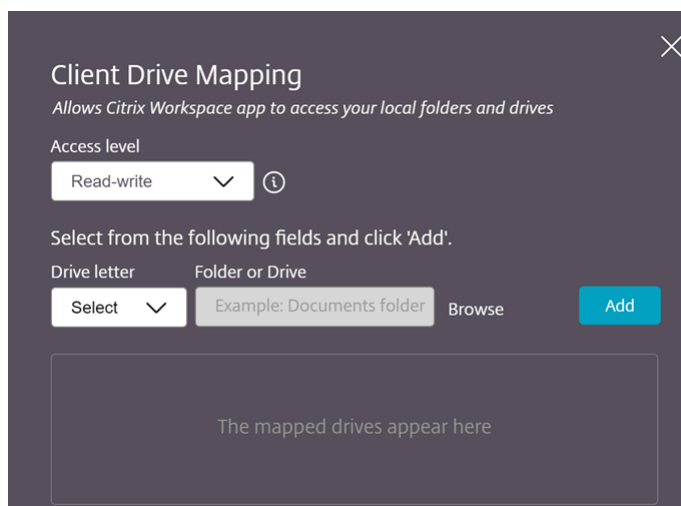 Client Drive Mapping
Allows Citrix Workspace app to access your local folders and drives
Access level
Read-write
Select from the following fields and click 'Add'.
Drive letter Folder or Drive
Select Example: Documents folder Browse Add
The mapped drives appear here